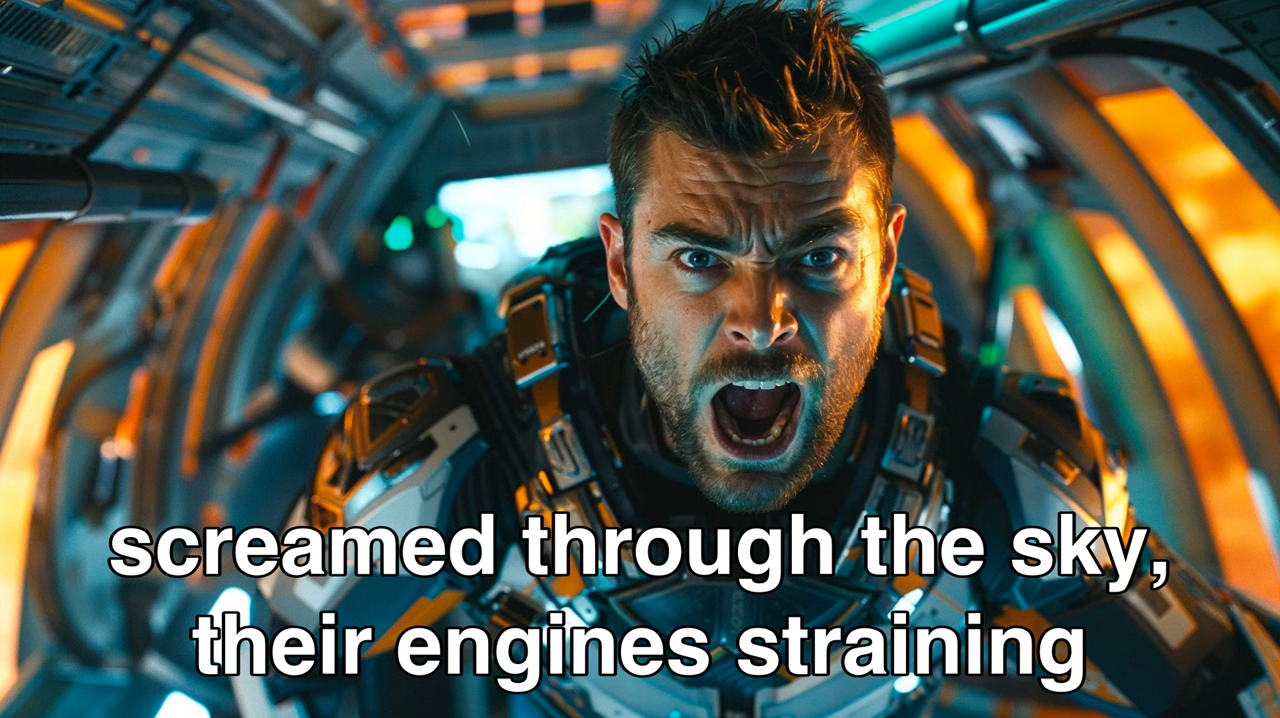 screamed through the sky,
their engines straining